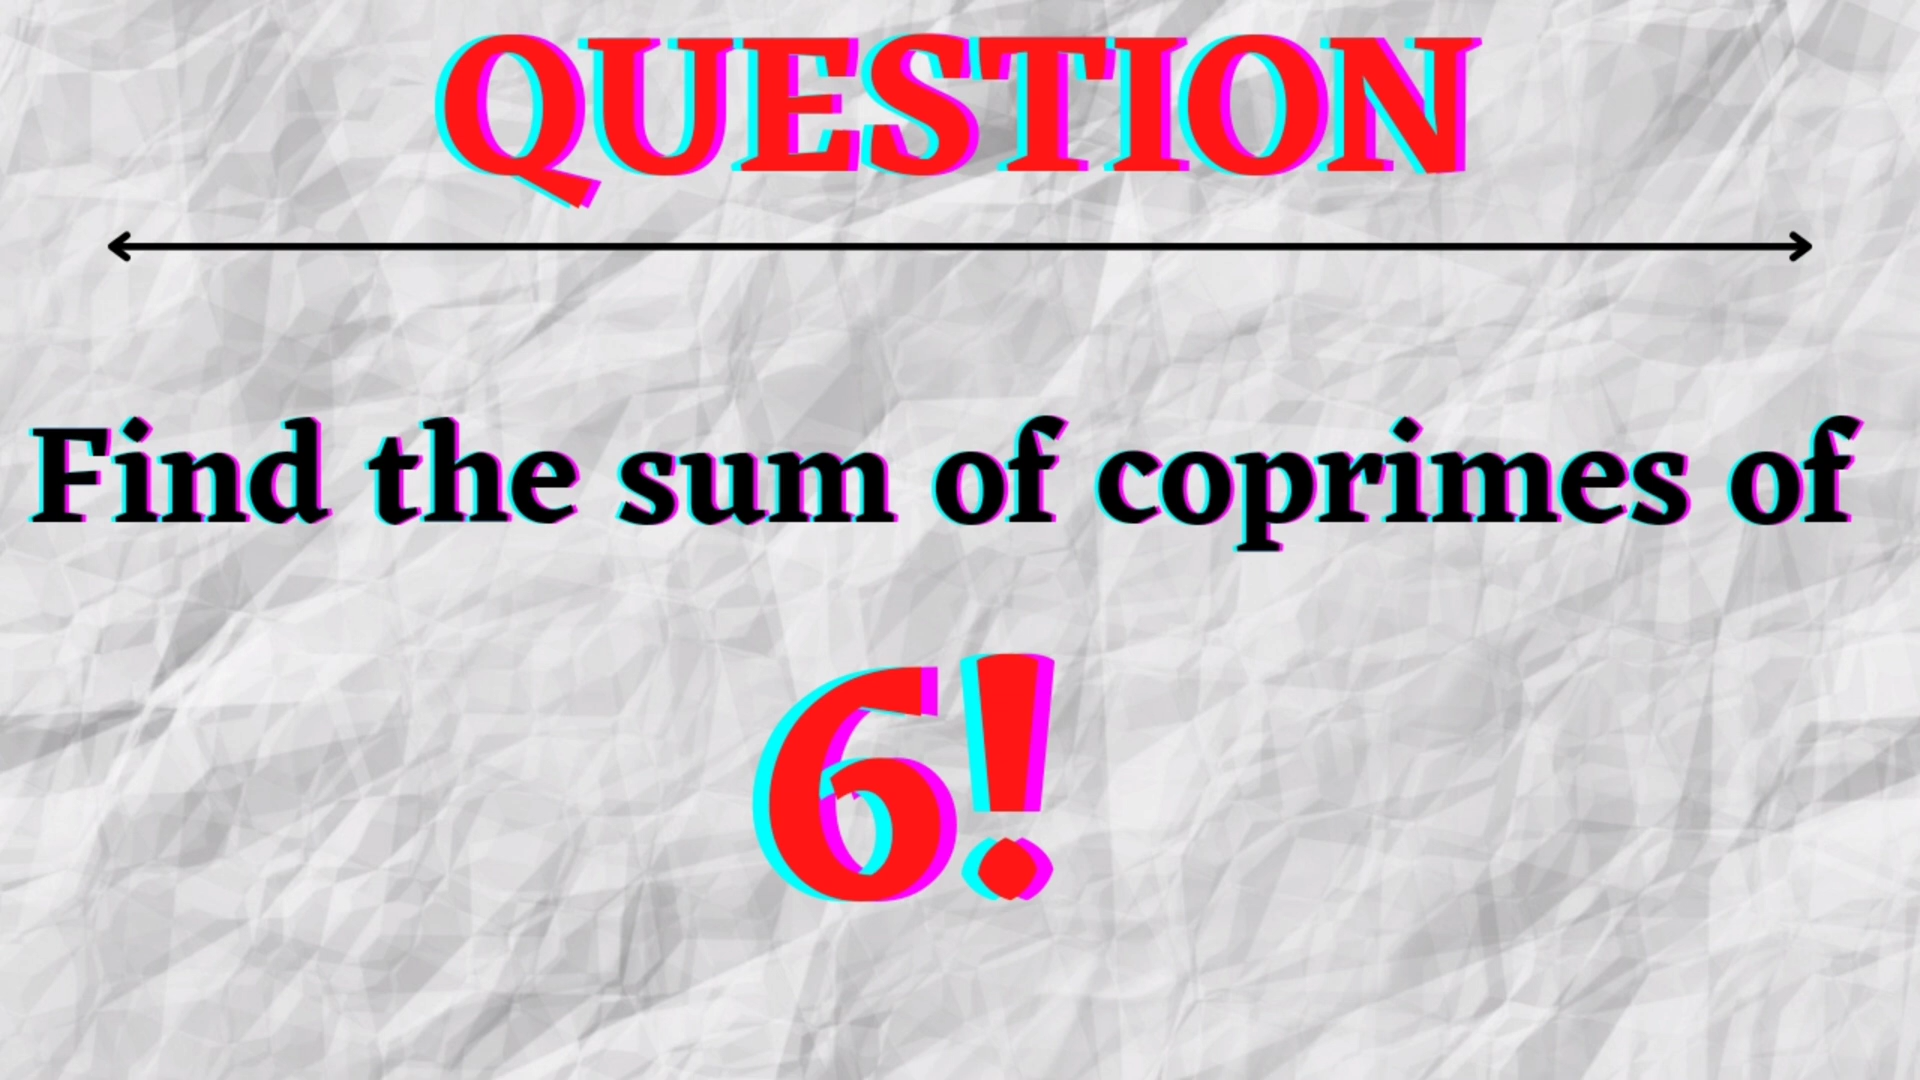 QUESTION
Find the sum of coprimes of
6!